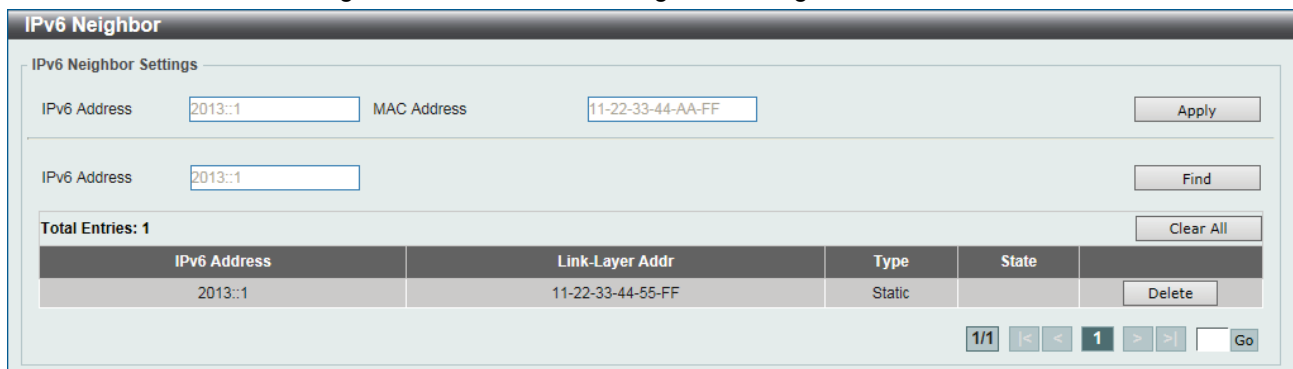 IPv6 Neighbor
IPv6 Neighbor Settings
IPv6 Address 2013::1 MAC Address 11-22-33-44-AA-FF Apply
IPv6 Address 2013::1 Find
Total Entries: 1 Clear All
IPv6 Address Link-Layer Addr Type State
2013::1 11-22-33-44-55-FF Static Delete
1/1 |< < 1 > >| Go